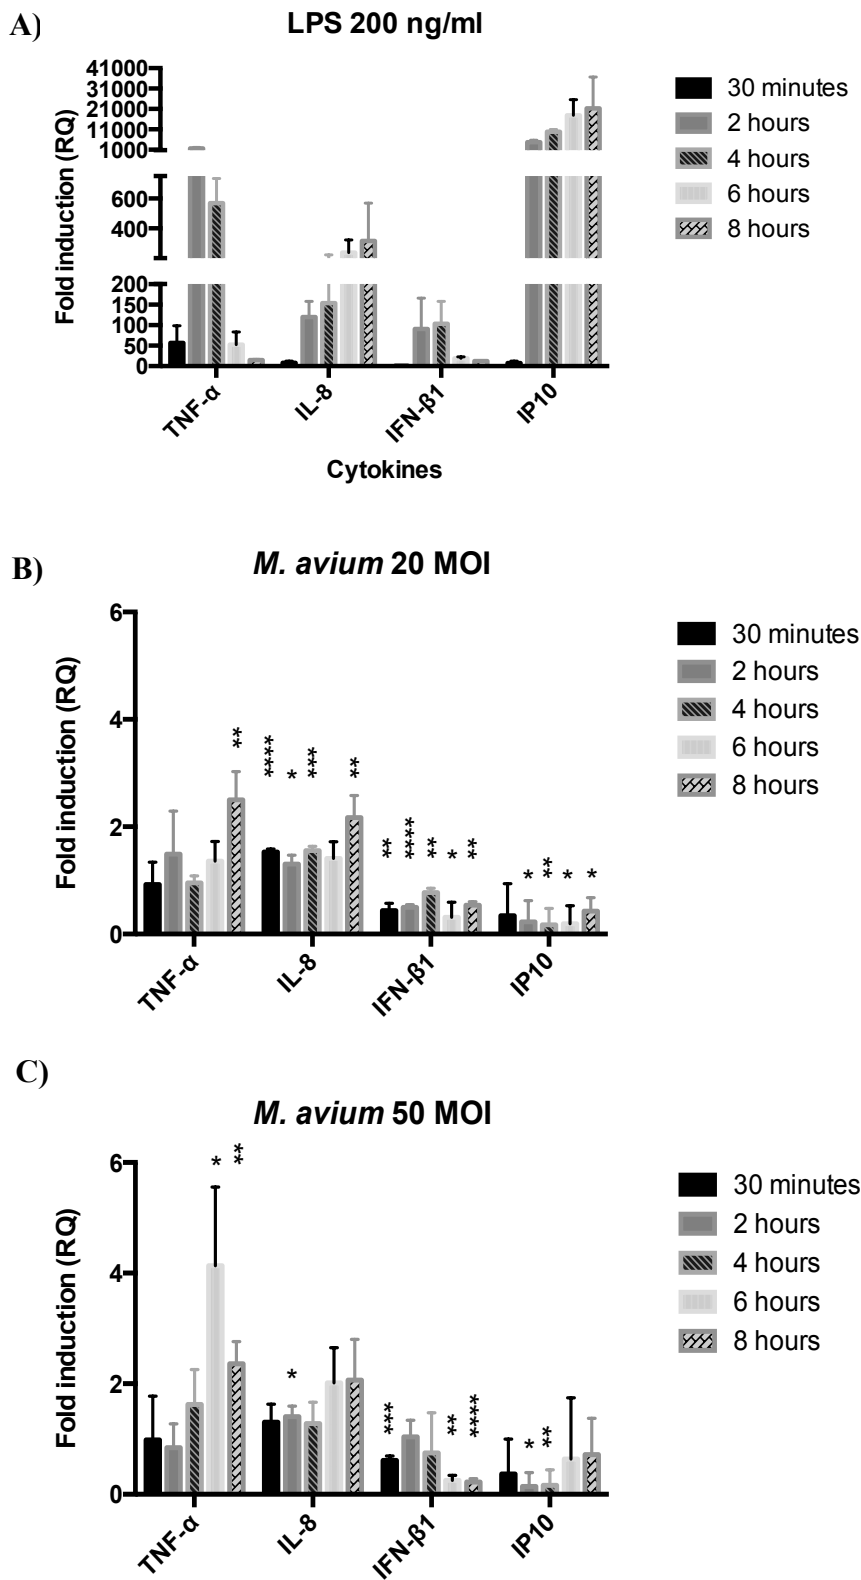 A)
LPS 200 ng/ml
Fold induction (RQ)
41000
31000
21000
11000
1000
600
400
200
150
100
50
0
TNF-α
IL-8
IFN-β1
IP10
Cytokines
30 minutes
2 hours
4 hours
6 hours
8 hours
B)
M. avium 20 MOI
Fold induction (RQ)
6
4
2
0
**
****
*
***
**
**
****
**
*
**
*
**
*
*
TNF-α
IL-8
IFN-β1
IP10
30 minutes
2 hours
4 hours
6 hours
8 hours
C)
M. avium 50 MOI
Fold induction (RQ)
6
4
2
0
*
**
*
***
**
****
*
**
TNF-α
IL-8
IFN-β1
IP10
30 minutes
2 hours
4 hours
6 hours
8 hours